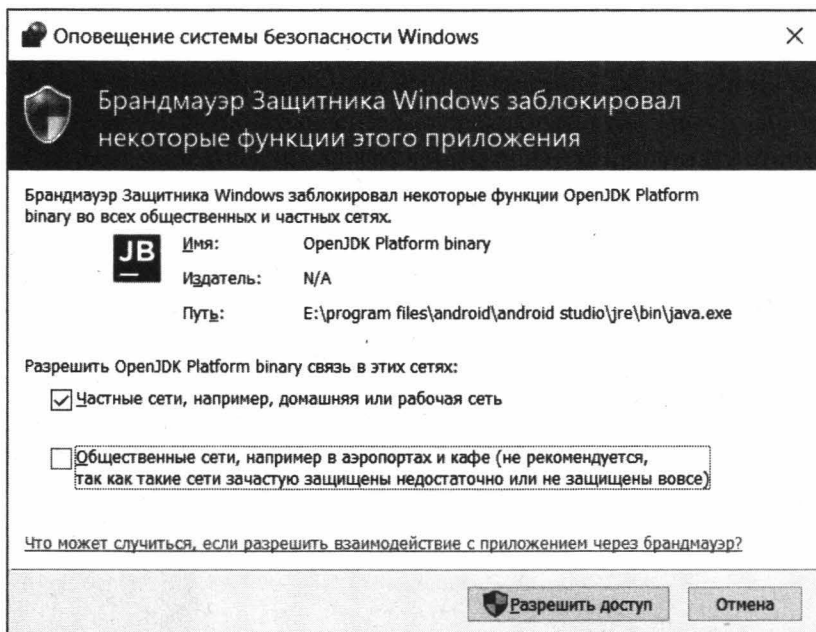 Оповещение системы безопасности Windows
Брандмауэр Защитника Windows заблокировал
некоторые функции этого приложения
Брандмауэр Защитника Windows заблокировал некоторые функции OpenJDK Platform
binary во всех общественных и частных сетях.
JB
Имя: OpenJDK Platform binary
Издатель: N/A
Путь: E:\program files\android\android studio\jre\bin\java.exe
Разрешить OpenJDK Platform binary связь в этих сетях:
Частные сети, например, домашняя или рабочая сеть
Общественные сети, например в аэропортах и кафе (не рекомендуется,
так как такие сети зачастую защищены недостаточно или не защищены вовсе)
Что может случиться, если разрешить взаимодействие с приложением через брандмауэр?
Разрешить доступ Отмена